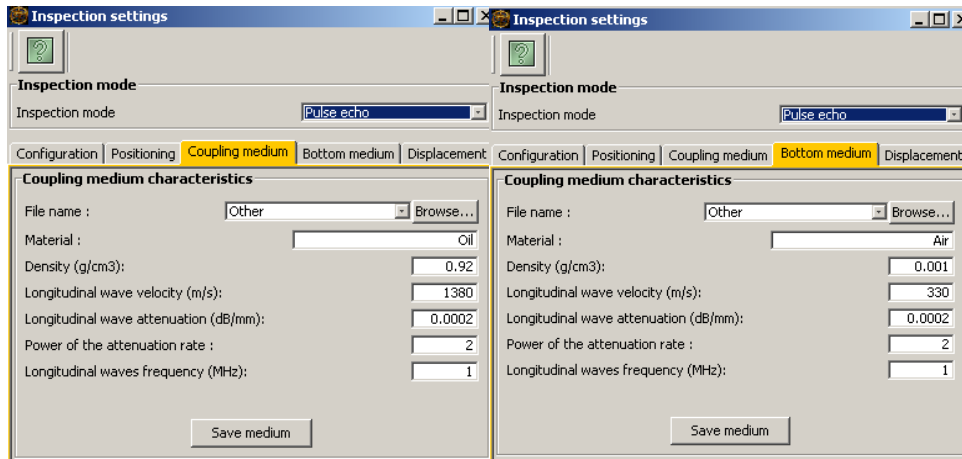 Inspection settings
Inspection mode
Inspection mode Pulse echo
Configuration Positioning Coupling medium Bottom medium Displacement
Coupling medium characteristics
File name : Other Browse...
Material : Oil
Density (g/cm3): 0.92
Longitudinal wave velocity (m/s): 1380
Longitudinal wave attenuation (dB/mm): 0.0002
Power of the attenuation rate : 2
Longitudinal waves frequency (MHz): 1
Save medium
Inspection settings
Inspection mode
Inspection mode Pulse echo
Configuration Positioning Coupling medium Bottom medium Displacement
Coupling medium characteristics
File name : Other Browse...
Material : Air
Density (g/cm3): 0.001
Longitudinal wave velocity (m/s): 330
Longitudinal wave attenuation (dB/mm): 0.0002
Power of the attenuation rate : 2
Longitudinal waves frequency (MHz): 1
Save medium